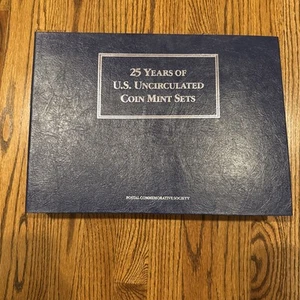 25 Years of
U.S. Uncirculated
Coin Mint Sets
Postal Commemorative Society